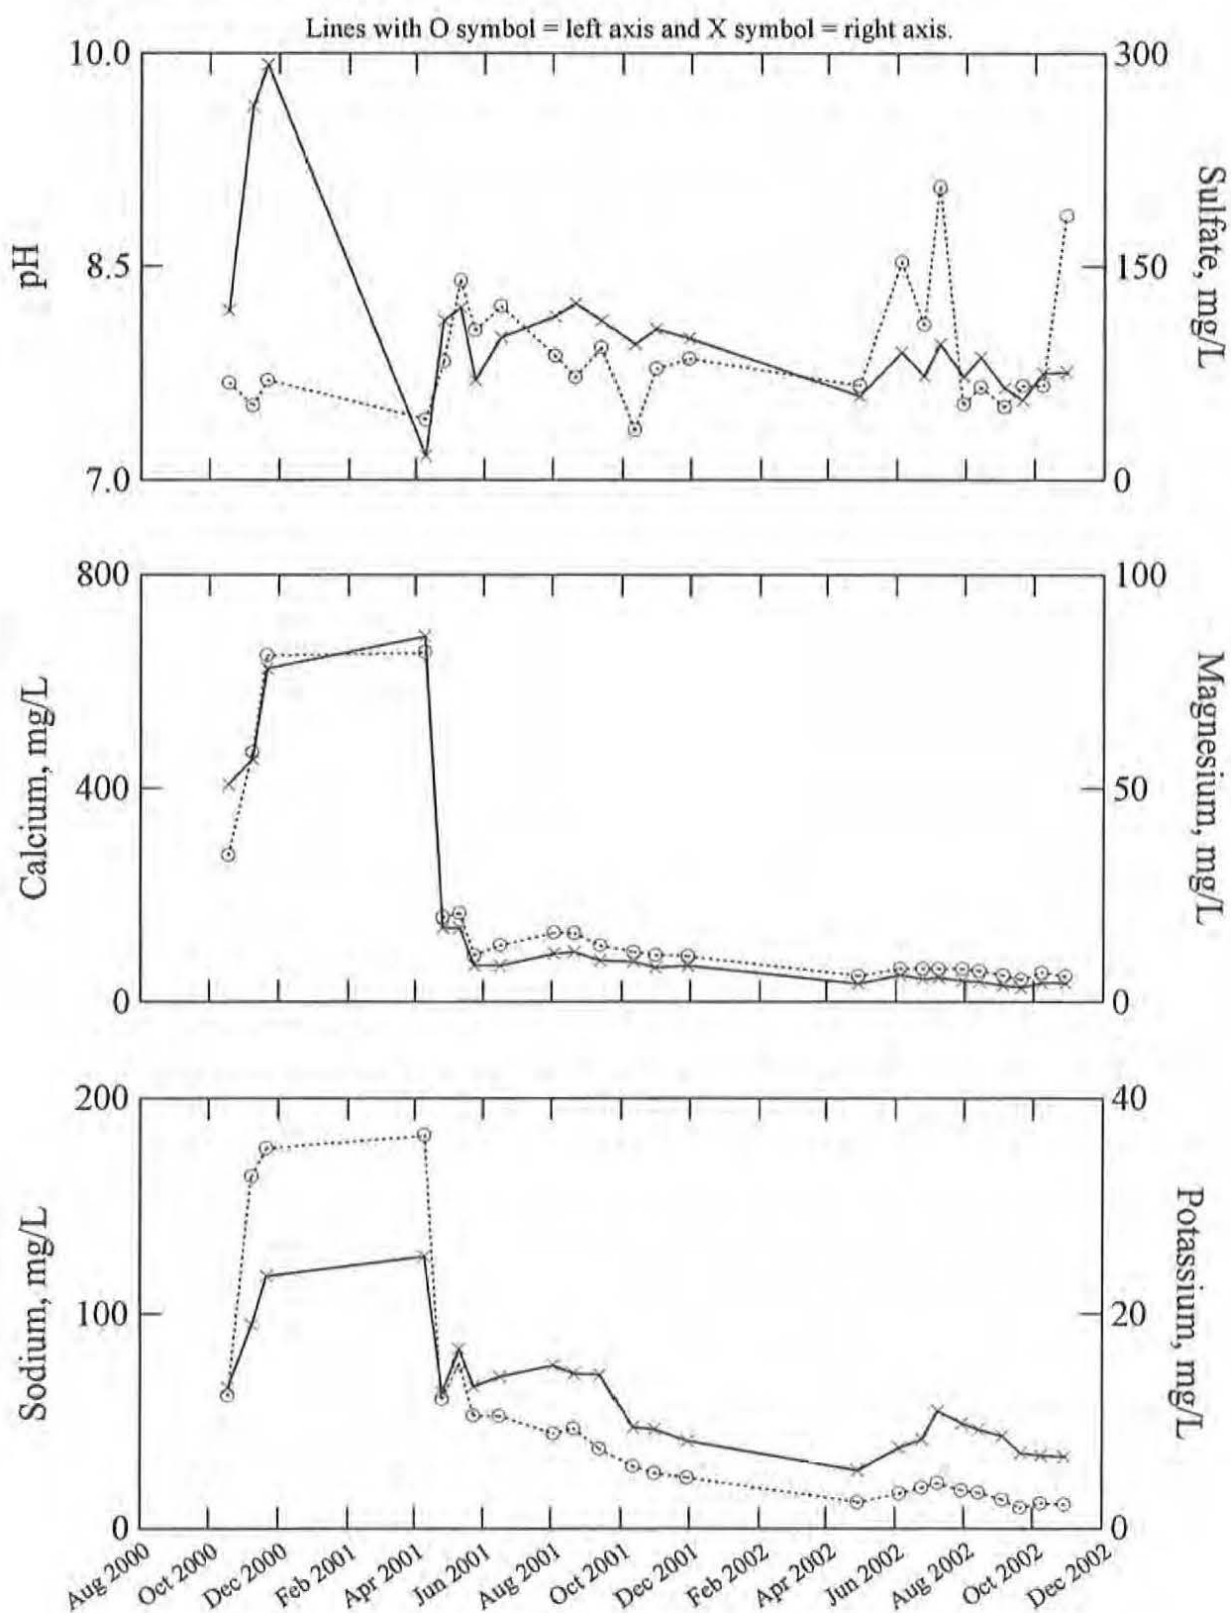 Lines with O symbol = left axis and X symbol = right axis.
10.0
300
pH
8.5
150
Sulfate, mg/L
7.0
0
800
100
Calcium, mg/L
400
50
Magnesium, mg/L
0
0
200
40
Sodium, mg/L
100
20
Potassium, mg/L
0
0
Aug 2000
Oct 2000
Dec 2000
Feb 2001
Apr 2001
Jun 2001
Aug 2001
Oct 2001
Dec 2001
Feb 2002
Apr 2002
Jun 2002
Aug 2002
Oct 2002
Dec 2002